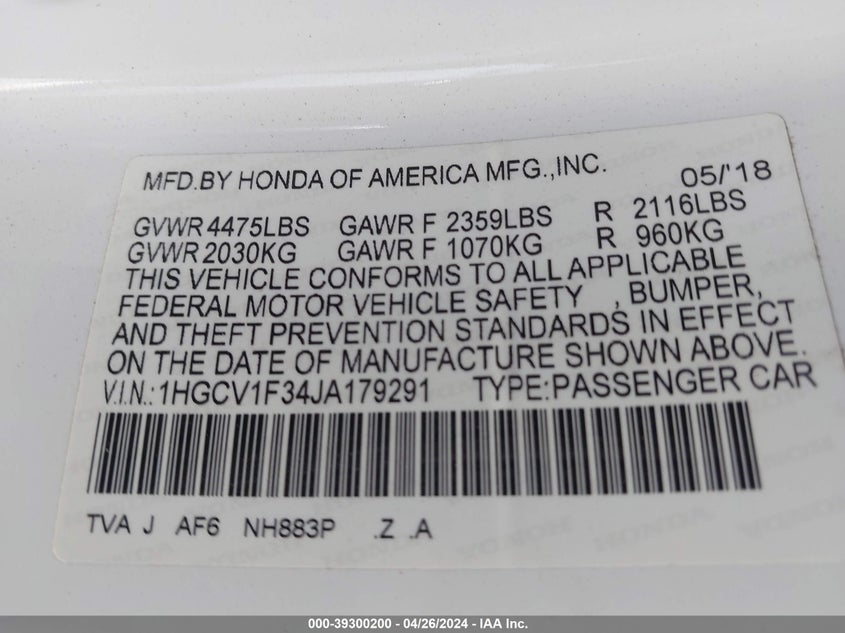 MFD.BY HONDA OF AMERICA MFG.,INC. 05/'18
GVWR 4475LBS GAWR F 2359LBS R 2116LBS
GVWR 2030KG GAWR F 1070KG R 960KG
THIS VEHICLE CONFORMS TO ALL APPLICABLE
FEDERAL MOTOR VEHICLE SAFETY , BUMPER,
AND THEFT PREVENTION STANDARDS IN EFFECT
ON THE DATE OF MANUFACTURE SHOWN ABOVE.
V.I.N.: 1HGCV1F34JA179291 TYPE:PASSENGER CAR
TVA J AF6 NH883P .Z .A
000-39300200 - 04/26/2024 - IAA Inc.